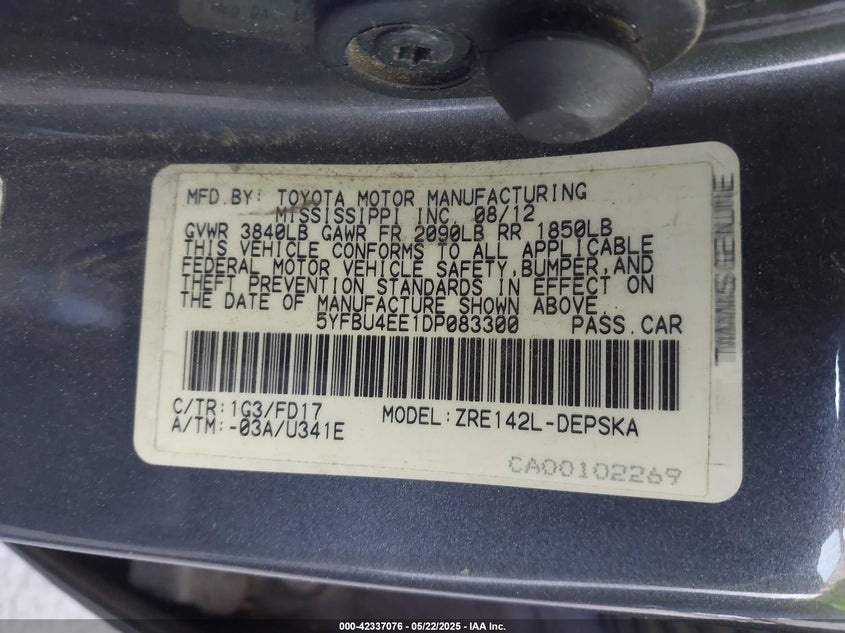 MFD.BY: TOYOTA MOTOR MANUFACTURING
MISSISSIPPI INC. 08/12
GVWR 3840LB GAWR FR 2090LB RR 1850LB
THIS VEHICLE CONFORMS TO ALL APPLICABLE
FEDERAL MOTOR VEHICLE SAFETY,BUMPER,AND
THEFT PREVENTION STANDARDS IN EFFECT ON
THE DATE OF MANUFACTURE SHOWN ABOVE.
5YFBU4EE1DP083300 PASS.CAR
C/TR:1G3/FD17 MODEL:ZRE142L-DEPSKA
A/TM:-03A/U341E
CA00102269
GENUINE
000-42337076 - 05/22/2025 - IAA Inc.